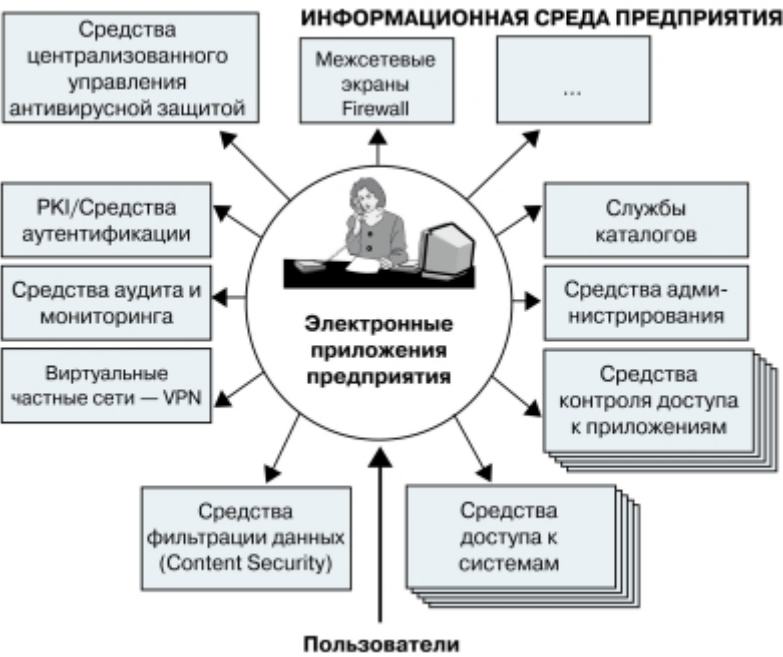 ИНФОРМАЦИОННАЯ СРЕДА ПРЕДПРИЯТИЯ
Средства
централизованного
управления
антивирусной защитой
Межсетевые
экраны
Firewall
...
PKI/Средства
аутентификации
Службы
каталогов
Средства аудита и
мониторинга
Средства адми-
нистрирования
Виртуальные
частные сети — VPN
Средства
контроля доступа
к приложениям
Электронные
приложения
предприятия
Средства
фильтрации данных
(Content Security)
Средства
доступа к
системам
Пользователи